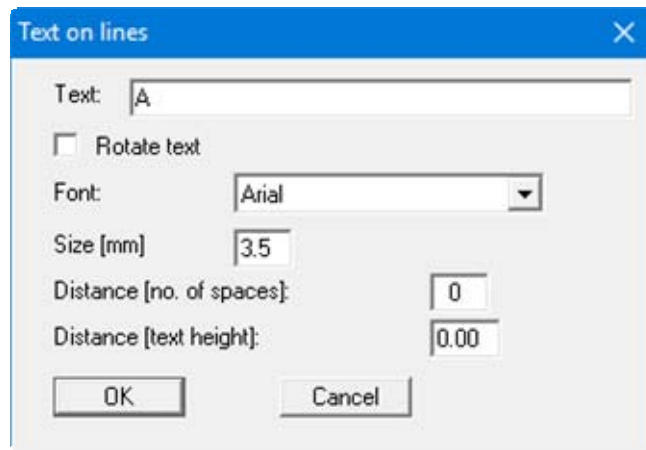 Text on lines
Text: A
Rotate text
Font: Arial
Size [mm] 3.5
Distance [no. of spaces]: 0
Distance [text height]: 0.00
OK Cancel